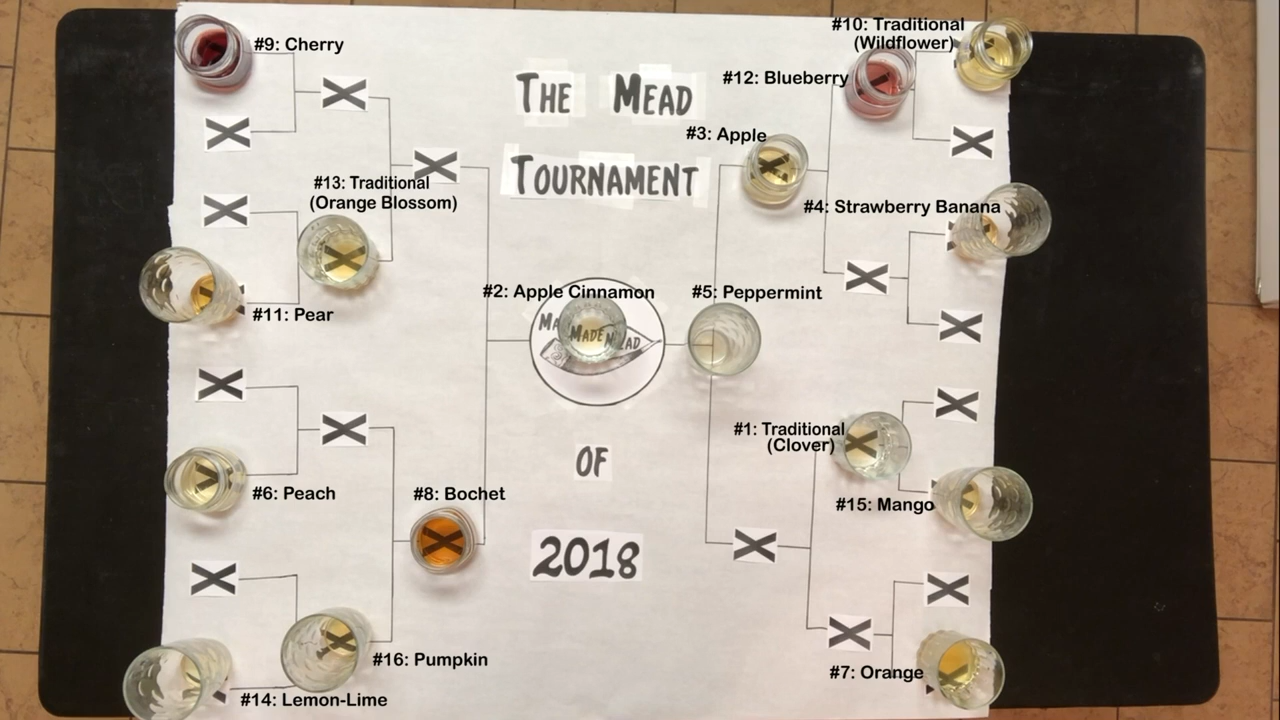 #9: Cherry
#10: Traditional
(Wildflower)
#12: Blueberry
THE MEAD
TOURNAMENT
#3: Apple
#13: Traditional
(Orange Blossom)
#4: Strawberry Banana
#11: Pear
#2: Apple Cinnamon
#5: Peppermint
MADE
MEAD
#1: Traditional
(Clover)
OF
#6: Peach
#8: Bochet
#15: Mango
2018
#16: Pumpkin
#7: Orange
#14: Lemon-Lime